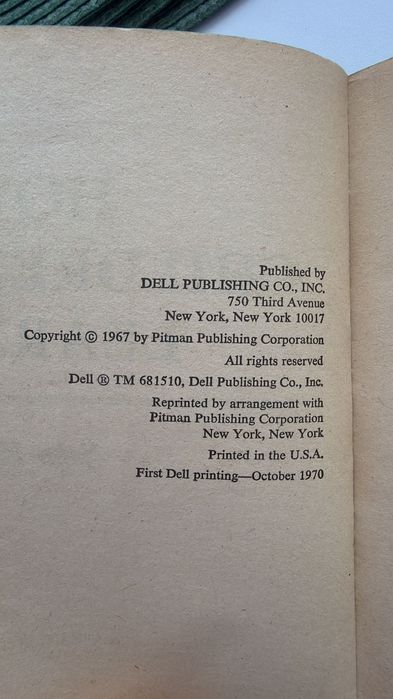 Published by
DELL PUBLISHING CO., INC.
750 Third Avenue
New York, New York 10017
Copyright © 1967 by Pitman Publishing Corporation
All rights reserved
Dell ® TM 681510, Dell Publishing Co., Inc.
Reprinted by arrangement with
Pitman Publishing Corporation
New York, New York
Printed in the U.S.A.
First Dell printing—October 1970